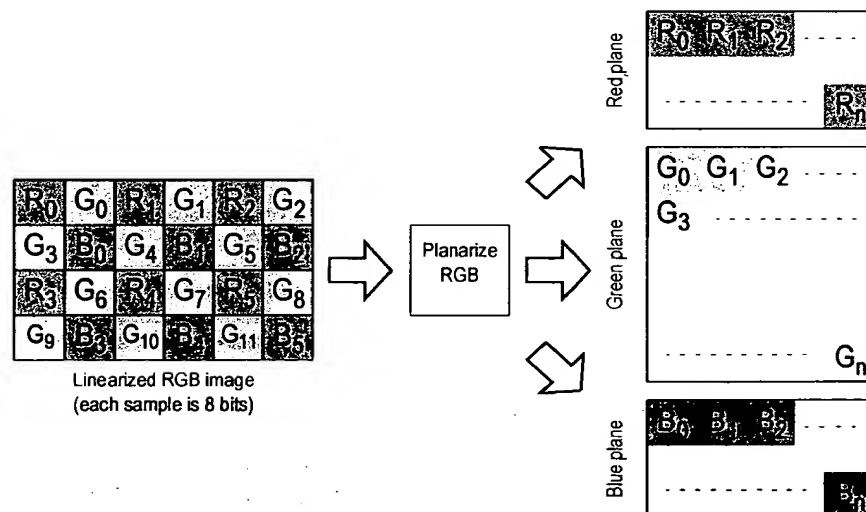 R0 G0 R1 G1 R2 G2
G3 B0 G4 B1 G5 B2
R3 G6 R4 G7 R5 G8
G9 B3 G10 B4 G11 B5
Linearized RGB image
(each sample is 8 bits)
Planarize
RGB
Red plane
R0 R1 R2
Rn
Green plane
G0 G1 G2
G3
Gn
Blue plane
B0 B1 B2
Bn